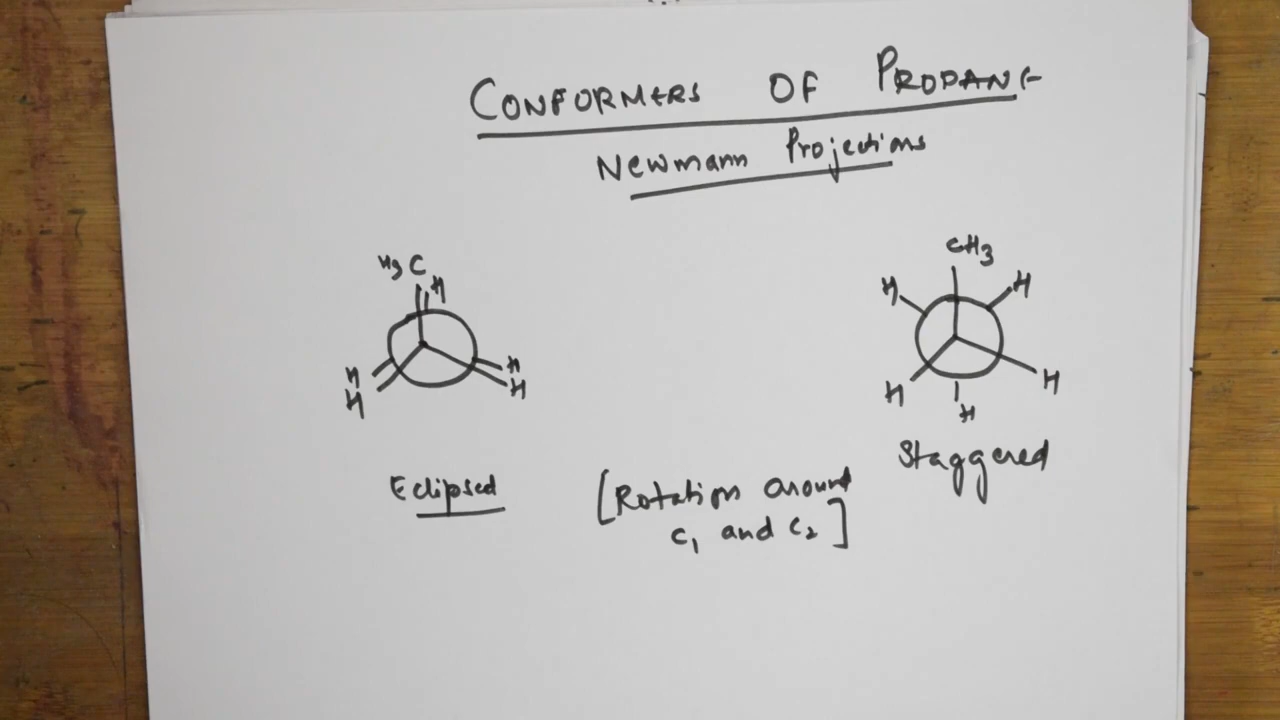 CONFORMERS OF PROPANE
Newmann Projections
H3C
H
H
H
H
H
CH3
H
H
H
H
H
Eclipsed
Staggered
[Rotation around
C1 and C2]